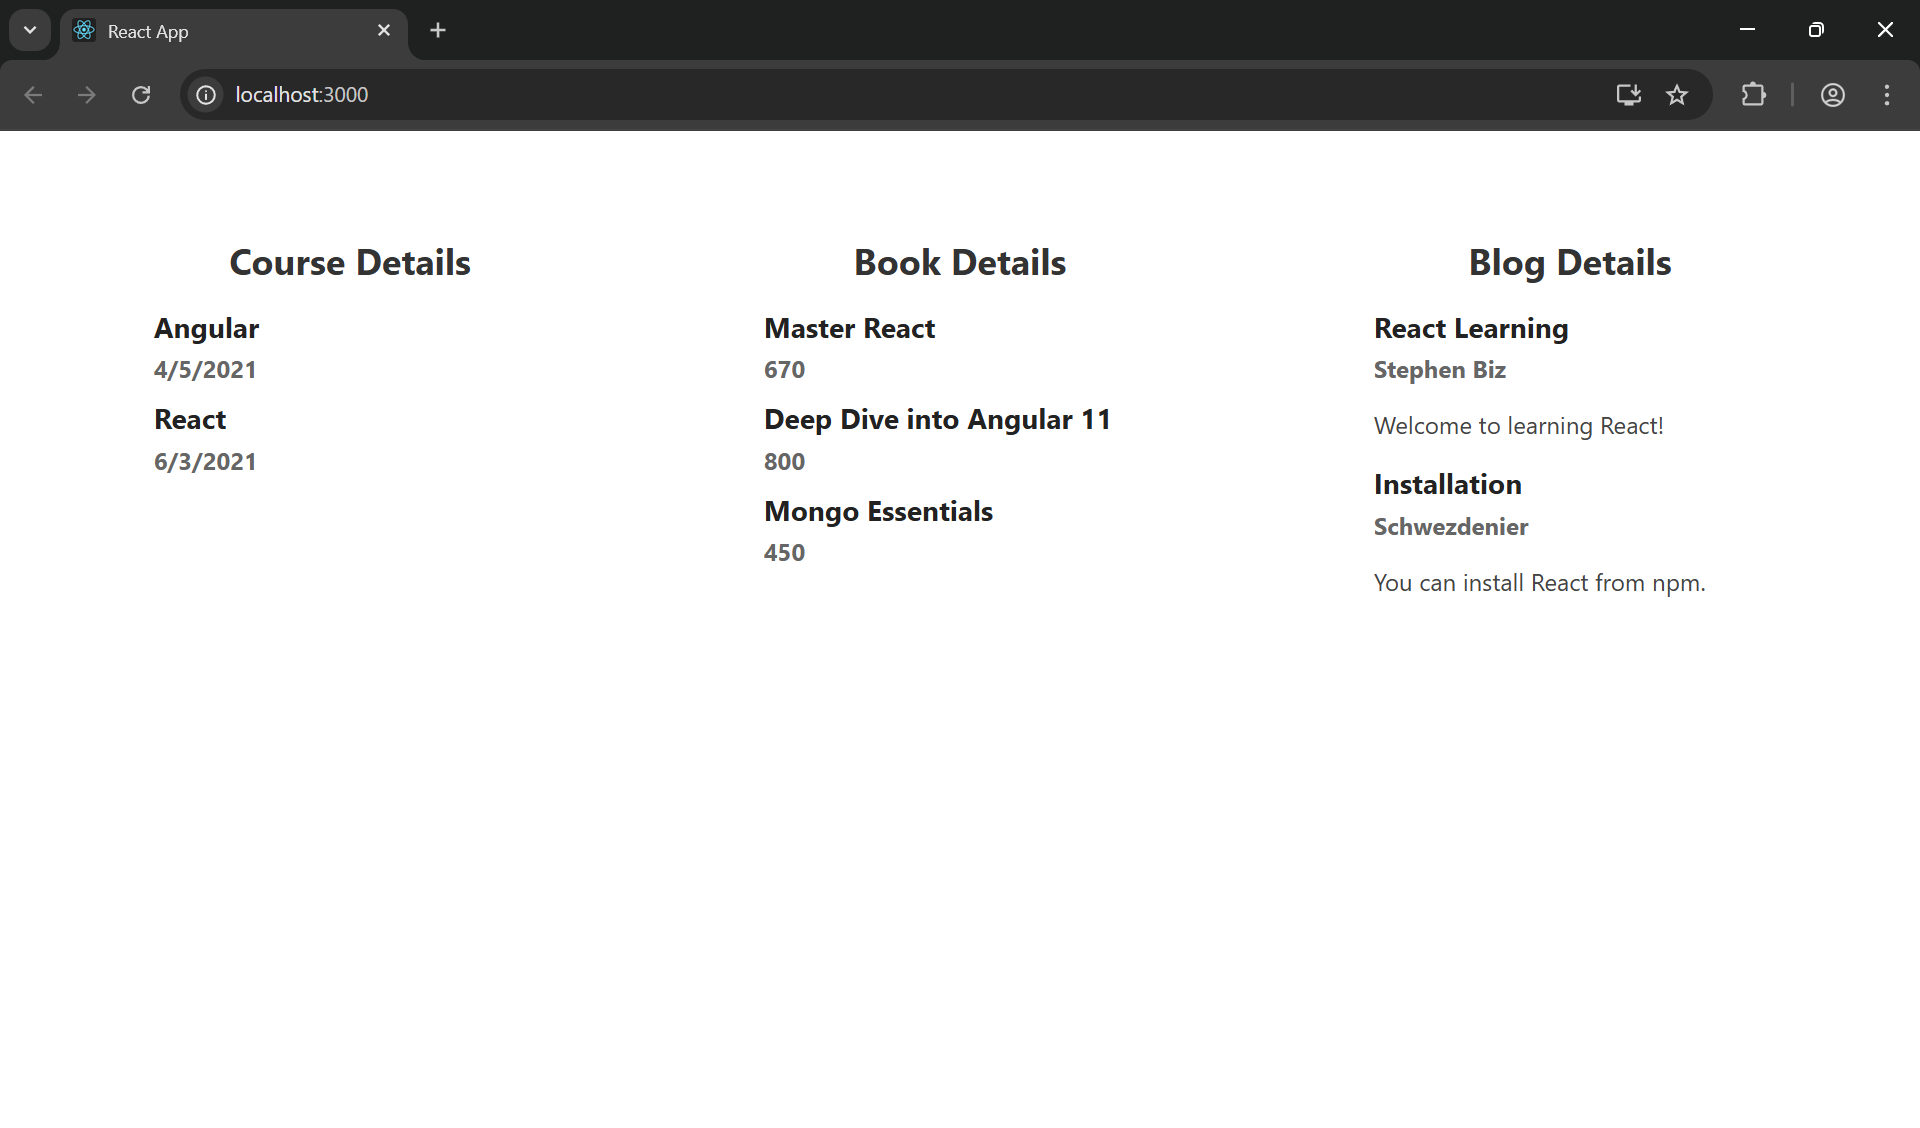 React App
localhost:3000
Course Details
Angular
4/5/2021
React
6/3/2021
Book Details
Master React
670
Deep Dive into Angular 11
800
Mongo Essentials
450
Blog Details
React Learning
Stephen Biz
Welcome to learning React!
Installation
Schwezdenier
You can install React from npm.